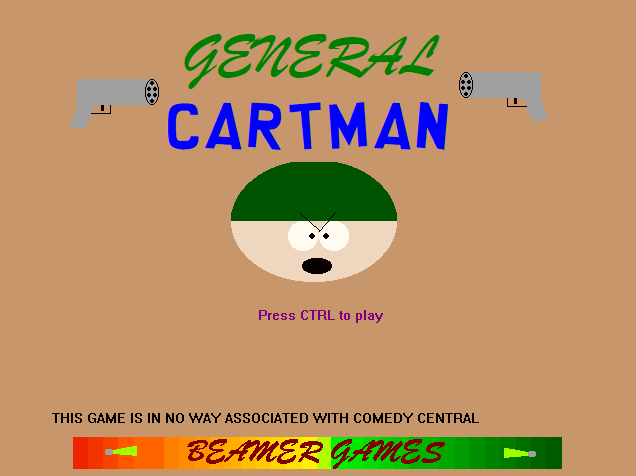 GENERAL
CARTMAN
Press CTRL to play
THIS GAME IS IN NO WAY ASSOCIATED WITH COMEDY CENTRAL
BEAMER GAMES